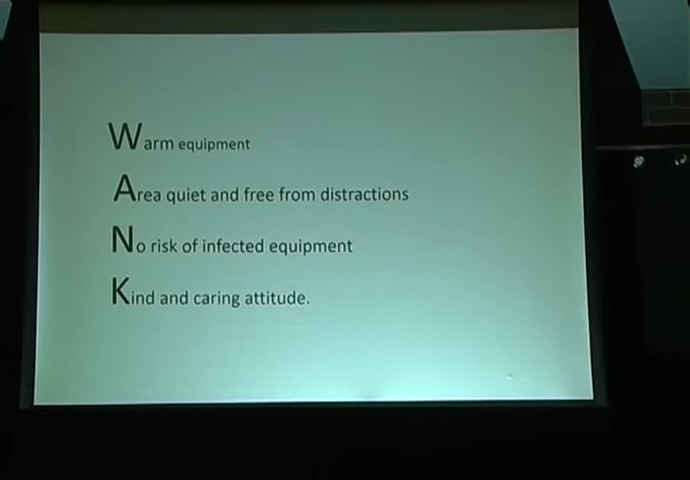 Warm equipment
Area quiet and free from distractions
No risk of infected equipment
Kind and caring attitude.